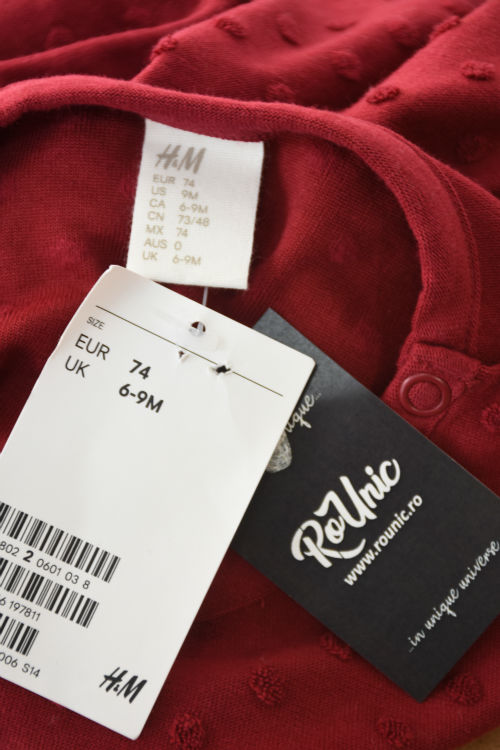 H&M
EUR 74
US 9M
CA 6-9M
CN 73/48
MX 74
AUS 0
UK 6-9M
SIZE
EUR 74
UK 6-9M
802 2 0601 03 8
6 197811
006 S14
H&M
unique...
RoUnic
www.rounic.ro
...in unique universe